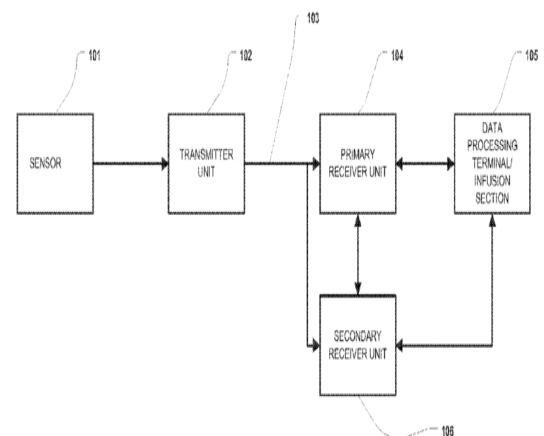 103
101
102
104
105
SENSOR
TRANSMITTER
UNIT
PRIMARY
RECEIVER UNIT
DATA
PROCESSING
TERMINAL/
INFUSION
SECTION
SECONDARY
RECEIVER UNIT
106